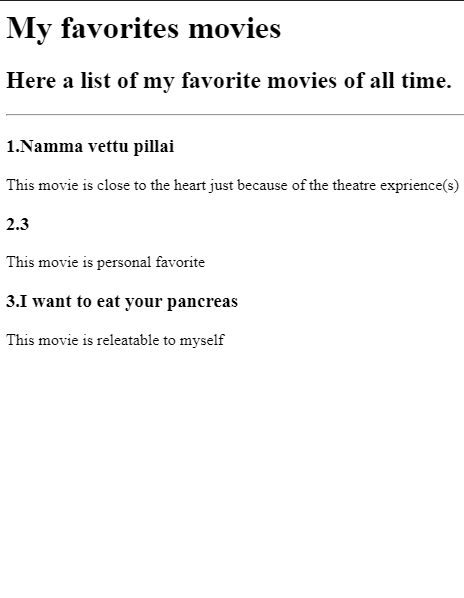 My favorites movies
Here a list of my favorite movies of all time.
1.Namma vettu pillai
This movie is close to the heart just because of the theatre exprience(s)
2.3
This movie is personal favorite
3.I want to eat your pancreas
This movie is releatable to myself